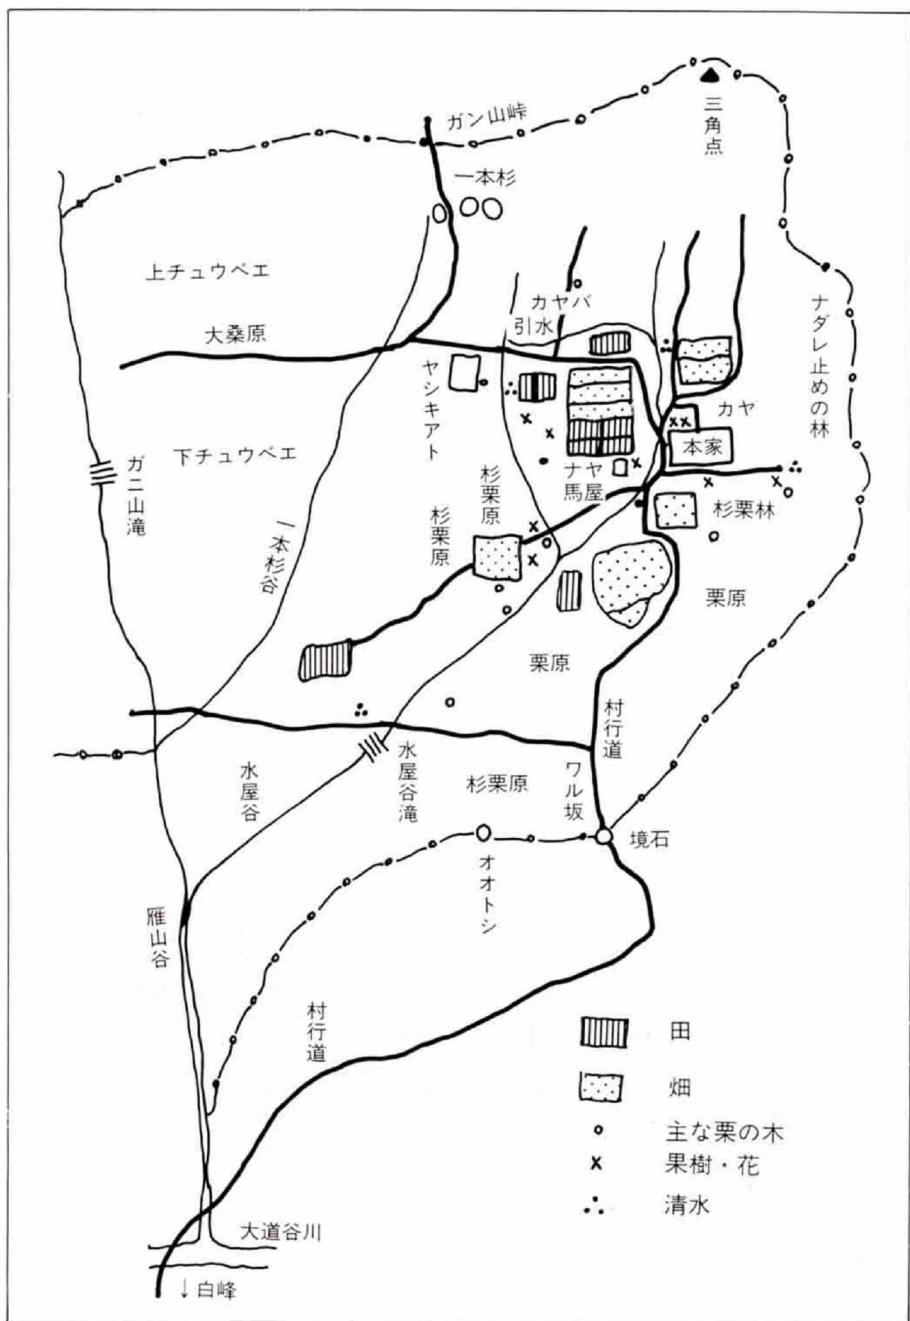 ガン山峠
三角点
一本杉
上チュウベエ
カヤバ
引水
大桑原
ナダレ止めの林
ヤシキアト
カヤ
本家
下チュウベエ
ガニ山滝
一本杉谷
杉栗原
杉栗原
ナヤ
馬屋
杉栗林
栗原
栗原
村行道
水屋谷
水屋谷滝
杉栗原
ワル坂
境石
オオトシ
雁山谷
村行道
田
畑
主な栗の木
果樹・花
清水
大道谷川
↓白峰